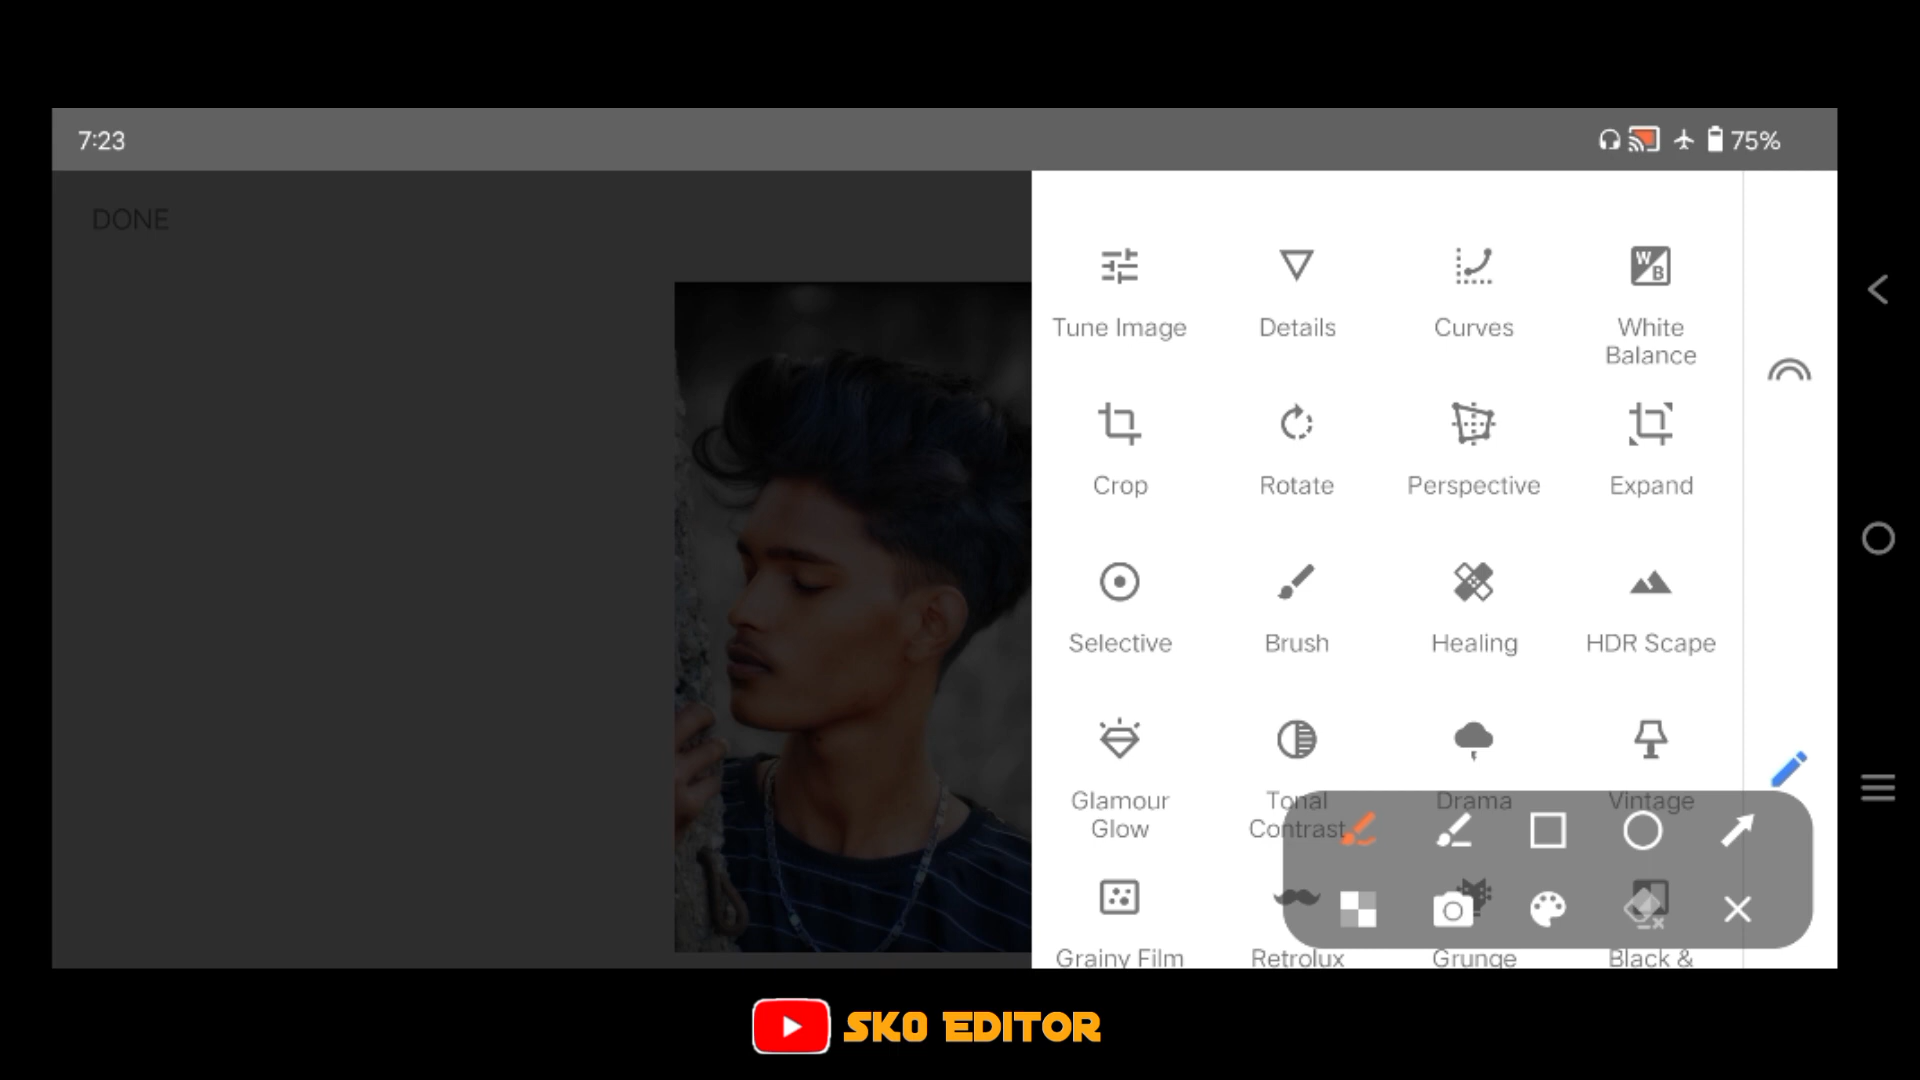 7:23
75%
DONE
Tune Image
Details
Curves
W
B
White
Balance
Crop
Rotate
Perspective
Expand
Selective
Brush
Healing
HDR Scape
Glamour
Glow
Tonal
Contrast
Drama
Vintage
Grainy Film
Retrolux
Grunge
Black &
SKO EDITOR